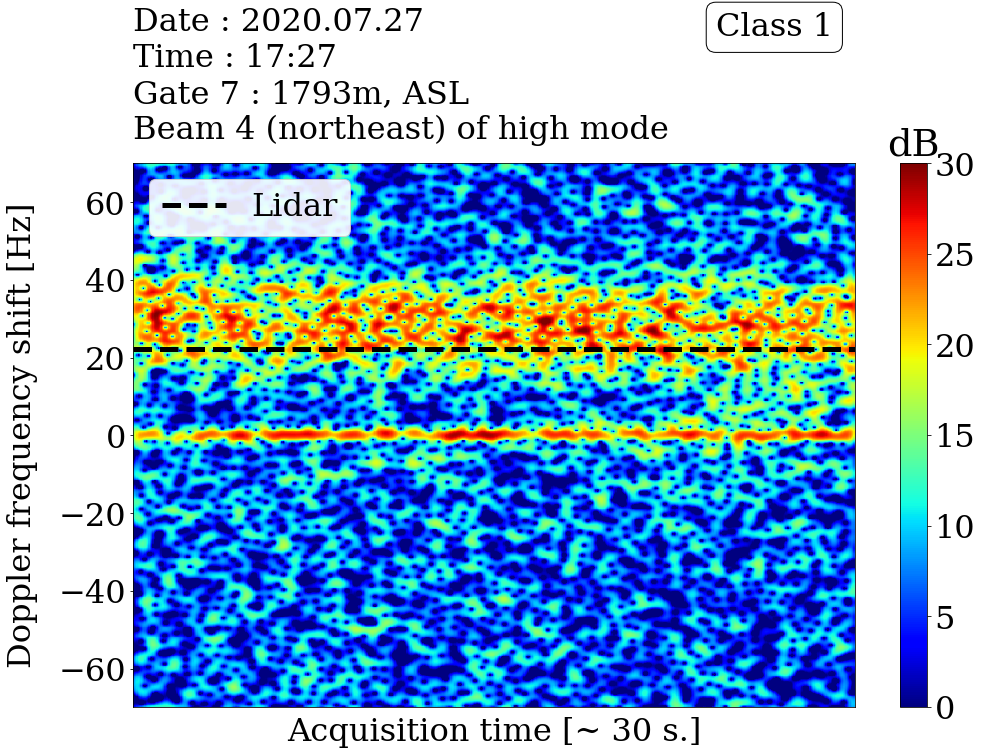 Date : 2020.07.27
Time : 17:27
Gate 7 : 1793m, ASL
Beam 4 (northeast) of high mode
Class 1
dB
Lidar
Doppler frequency shift [Hz]
60
40
20
0
−20
−40
−60
30
25
20
15
10
5
0
Acquisition time [~ 30 s.]